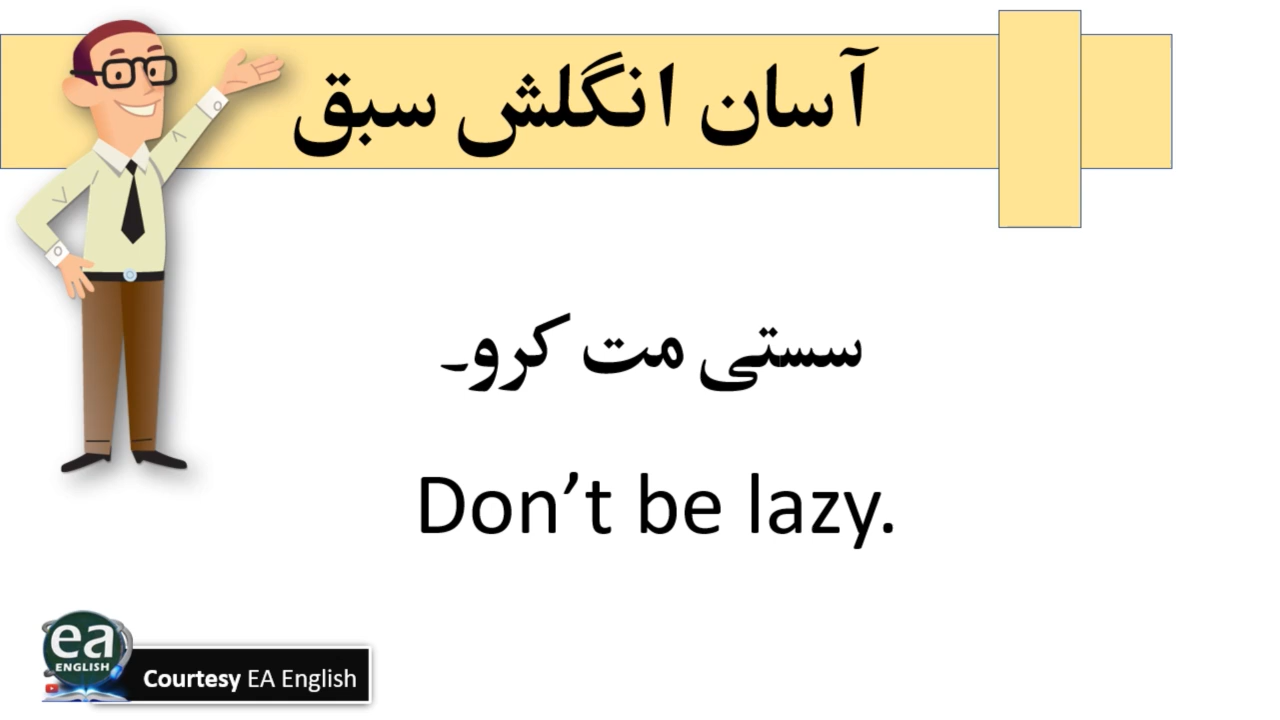 آسان انگلش سبق
سستی مت کرو۔
Don’t be lazy.
ea
ENGLISH
Courtesy EA English